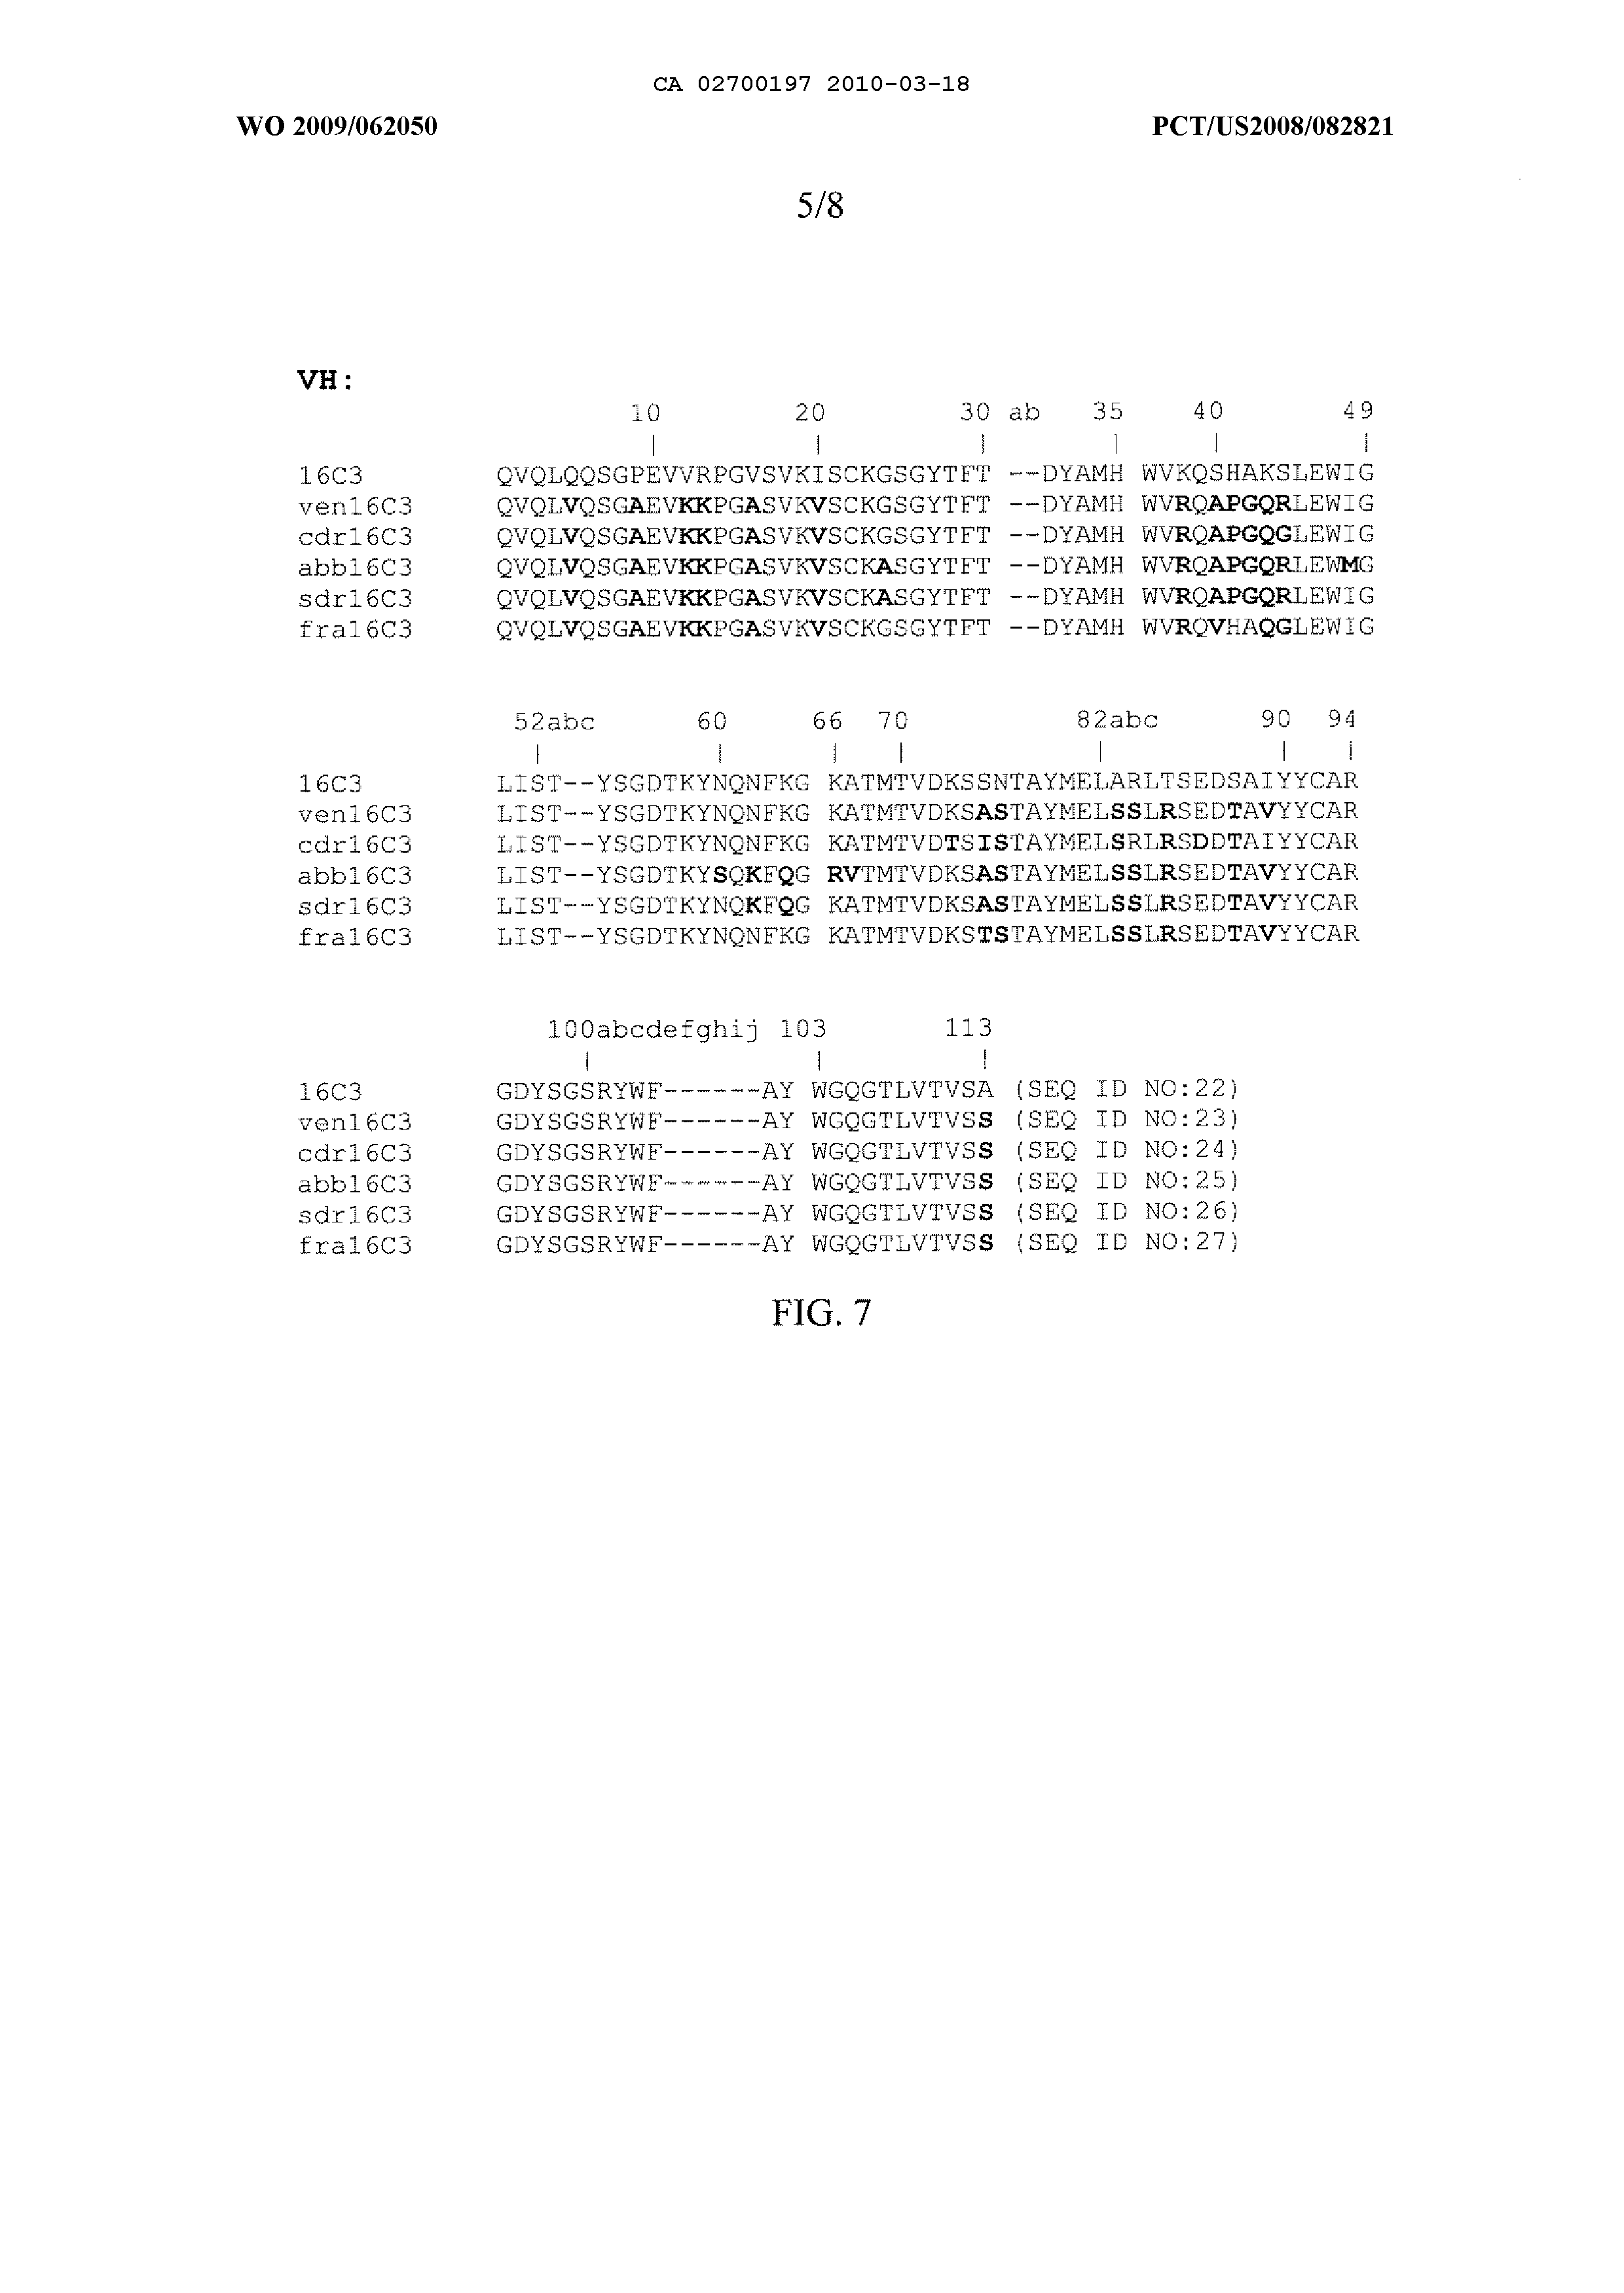 CA 02700197 2010-03-18
WO 2009/062050 PCT/US2008/082821
5/8
VH:
10 20 30 ab 35 40 49
16C3 QVQLQQSGPEVVRPGVSVKISCKGSGYTFT --DYAMH WVKQSHAKSLEWIG
ven16C3 QVQLVQSGAEVKKPGASVKVSCKGSGYTFT --DYAMH WVRQAPGQRLEWIG
cdr16C3 QVQLVQSGAEVKKPGASVKVSCKGSGYTFT --DYAMH WVRQAPGQGLEWIG
abb16C3 QVQLVQSGAEVKKPGASVKVSCKASGYTFT --DYAMH WVRQAPGQRLEWMG
sdr16C3 QVQLVQSGAEVKKPGASVKVSCKASGYTFT --DYAMH WVRQAPGQRLEWIG
fra16C3 QVQLVQSGAEVKKPGASVKVSCKGSGYTFT --DYAMH WVRQVHAQGLEWIG
52abc 60 66 70 82abc 90 94
16C3 LIST--YSGDTKYNQNFKG KATMTVDKSSNTAYMELARLTSEDSAIYYCAR
ven16C3 LIST--YSGDTKYNQNFKG KATMTVDKSASTAYMELSSLRSEDTAVYYCAR
cdr16C3 LIST--YSGDTKYNQNFKG KATMTVDTSISTAYMELSRLRSDDTAIYYCAR
abb16C3 LIST--YSGDTKYSQKFQG RVTMTVDKSASTAYMELSSLRSEDTAVYYCAR
sdr16C3 LIST--YSGDTKYNQKFQG KATMTVDKSASTAYMELSSLRSEDTAVYYCAR
fra16C3 LIST--YSGDTKYNQNFKG KATMTVDKSTSTAYMELSSLRSEDTAVYYCAR
100abcdefghij 103 113
16C3 GDYSGSRYWF------AY WGQGTLVTVSA (SEQ ID NO:22)
ven16C3 GDYSGSRYWF------AY WGQGTLVTVSS (SEQ ID NO:23)
cdr16C3 GDYSGSRYWF------AY WGQGTLVTVSS (SEQ ID NO:24)
abb16C3 GDYSGSRYWF------AY WGQGTLVTVSS (SEQ ID NO:25)
sdr16C3 GDYSGSRYWF------AY WGQGTLVTVSS (SEQ ID NO:26)
fra16C3 GDYSGSRYWF------AY WGQGTLVTVSS (SEQ ID NO:27)
FIG. 7